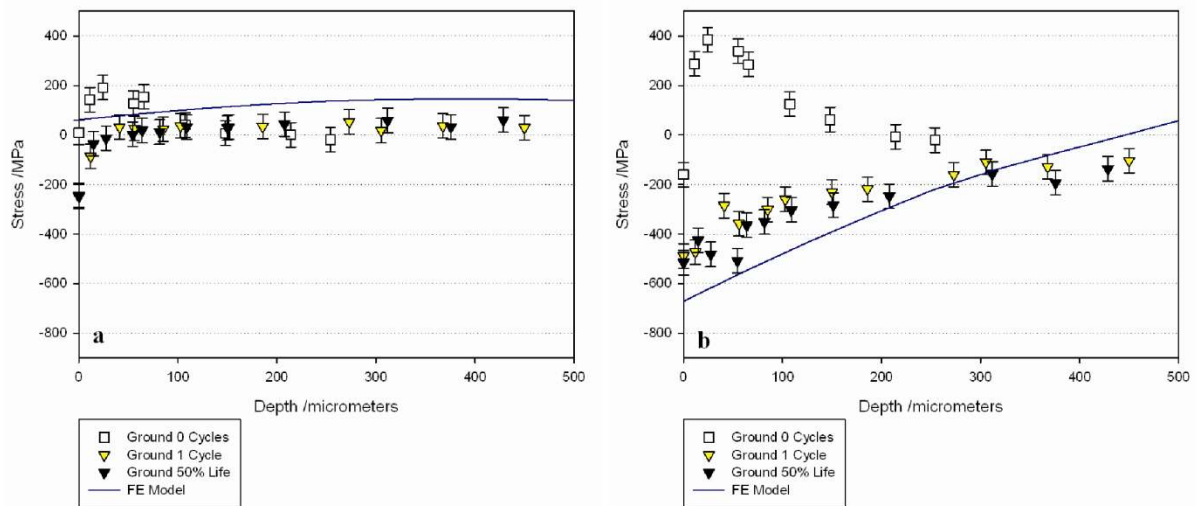 400
200
0
-200
-400
-600
-800
Stress /MPa
a
0 100 200 300 400 500
Depth /micrometers
Ground 0 Cycles
Ground 1 Cycle
Ground 50% Life
FE Model
400
200
0
-200
-400
-600
-800
Stress /MPa
b
0 100 200 300 400 500
Depth /micrometers
Ground 0 Cycles
Ground 1 Cycle
Ground 50% Life
FE Model